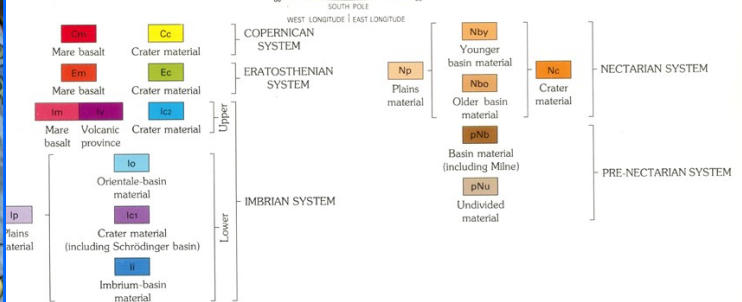 SOUTH POLE
WEST LONGITUDE | EAST LONGITUDE
Cm
Mare basalt
Cc
Crater material
COPERNICAN
SYSTEM
Em
Mare basalt
Ec
Crater material
ERATOSTHENIAN
SYSTEM
Im
Mare
basalt
Iv
Volcanic
province
Ic2
Crater material
Upper
Io
Orientale-basin
material
Ip
Plains
aterial
Ic1
Crater material
(including Schrödinger basin)
Ii
Imbrium-basin
material
Lower
IMBRIAN SYSTEM
Np
Plains
material
Nby
Younger
basin material
Nbo
Older basin
material
Nc
Crater
material
NECTARIAN SYSTEM
pNb
Basin material
(including Milne)
pNu
Undivided
material
PRE-NECTARIAN SYSTEM